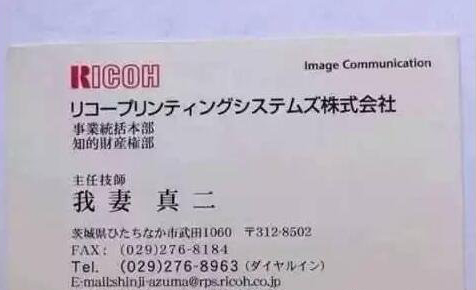 RICOH
Image Communication
リコープリンティングシステムズ株式会社
事業統括本部
知的財産権部
主任技師
我妻 真二
茨城県ひたちなか市武田1060 〒312-8502
FAX: (029)276-8184
Tel. (029)276-8963 (ダイヤルイン)
E-mail:shinji-azuma@rps.ricoh.co.jp